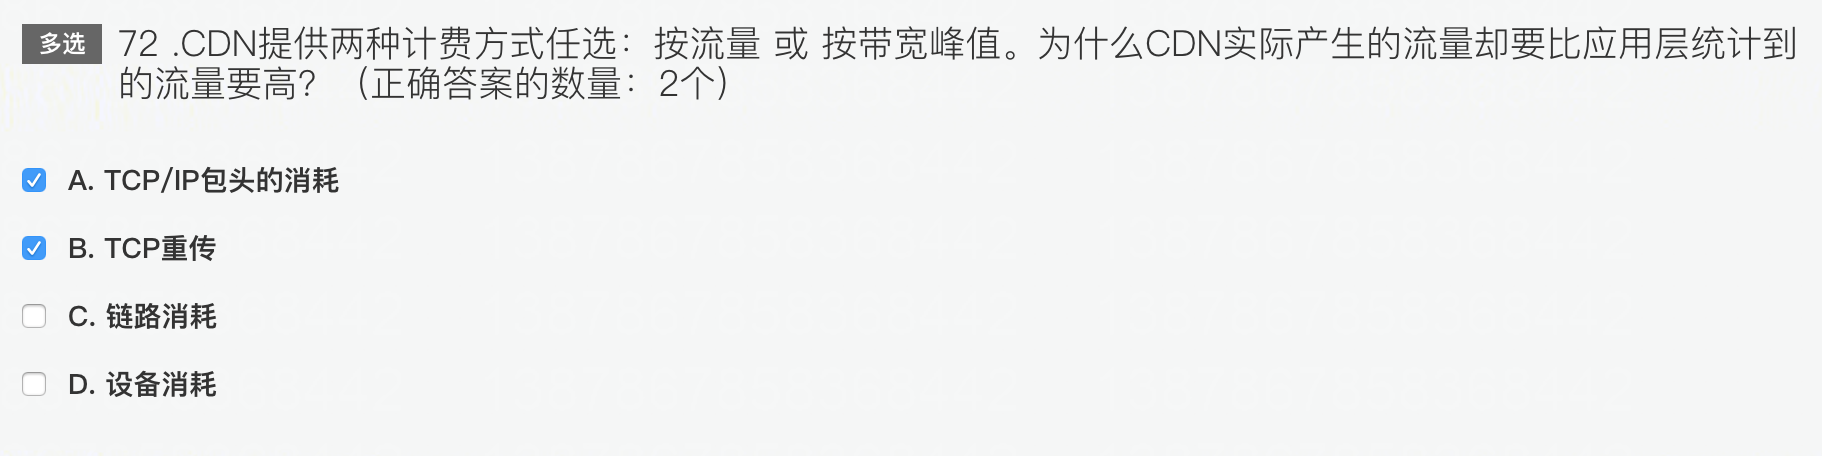 多选 72 .CDN提供两种计费方式任选：按流量 或 按带宽峰值。为什么CDN实际产生的流量却要比应用层统计到
的流量要高？（正确答案的数量：2个）
A. TCP/IP包头的消耗
B. TCP重传
C. 链路消耗
D. 设备消耗